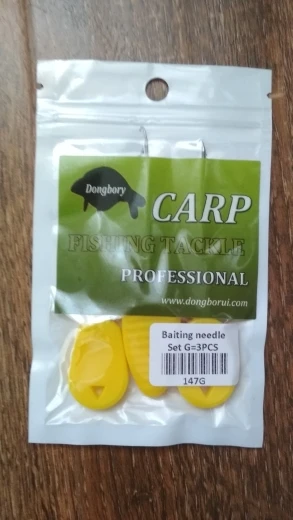 Dongbory
CARP
FISHING TACKLE
PROFESSIONAL
www.dongborui.com
Baiting needle
Set G=3PCS
147G